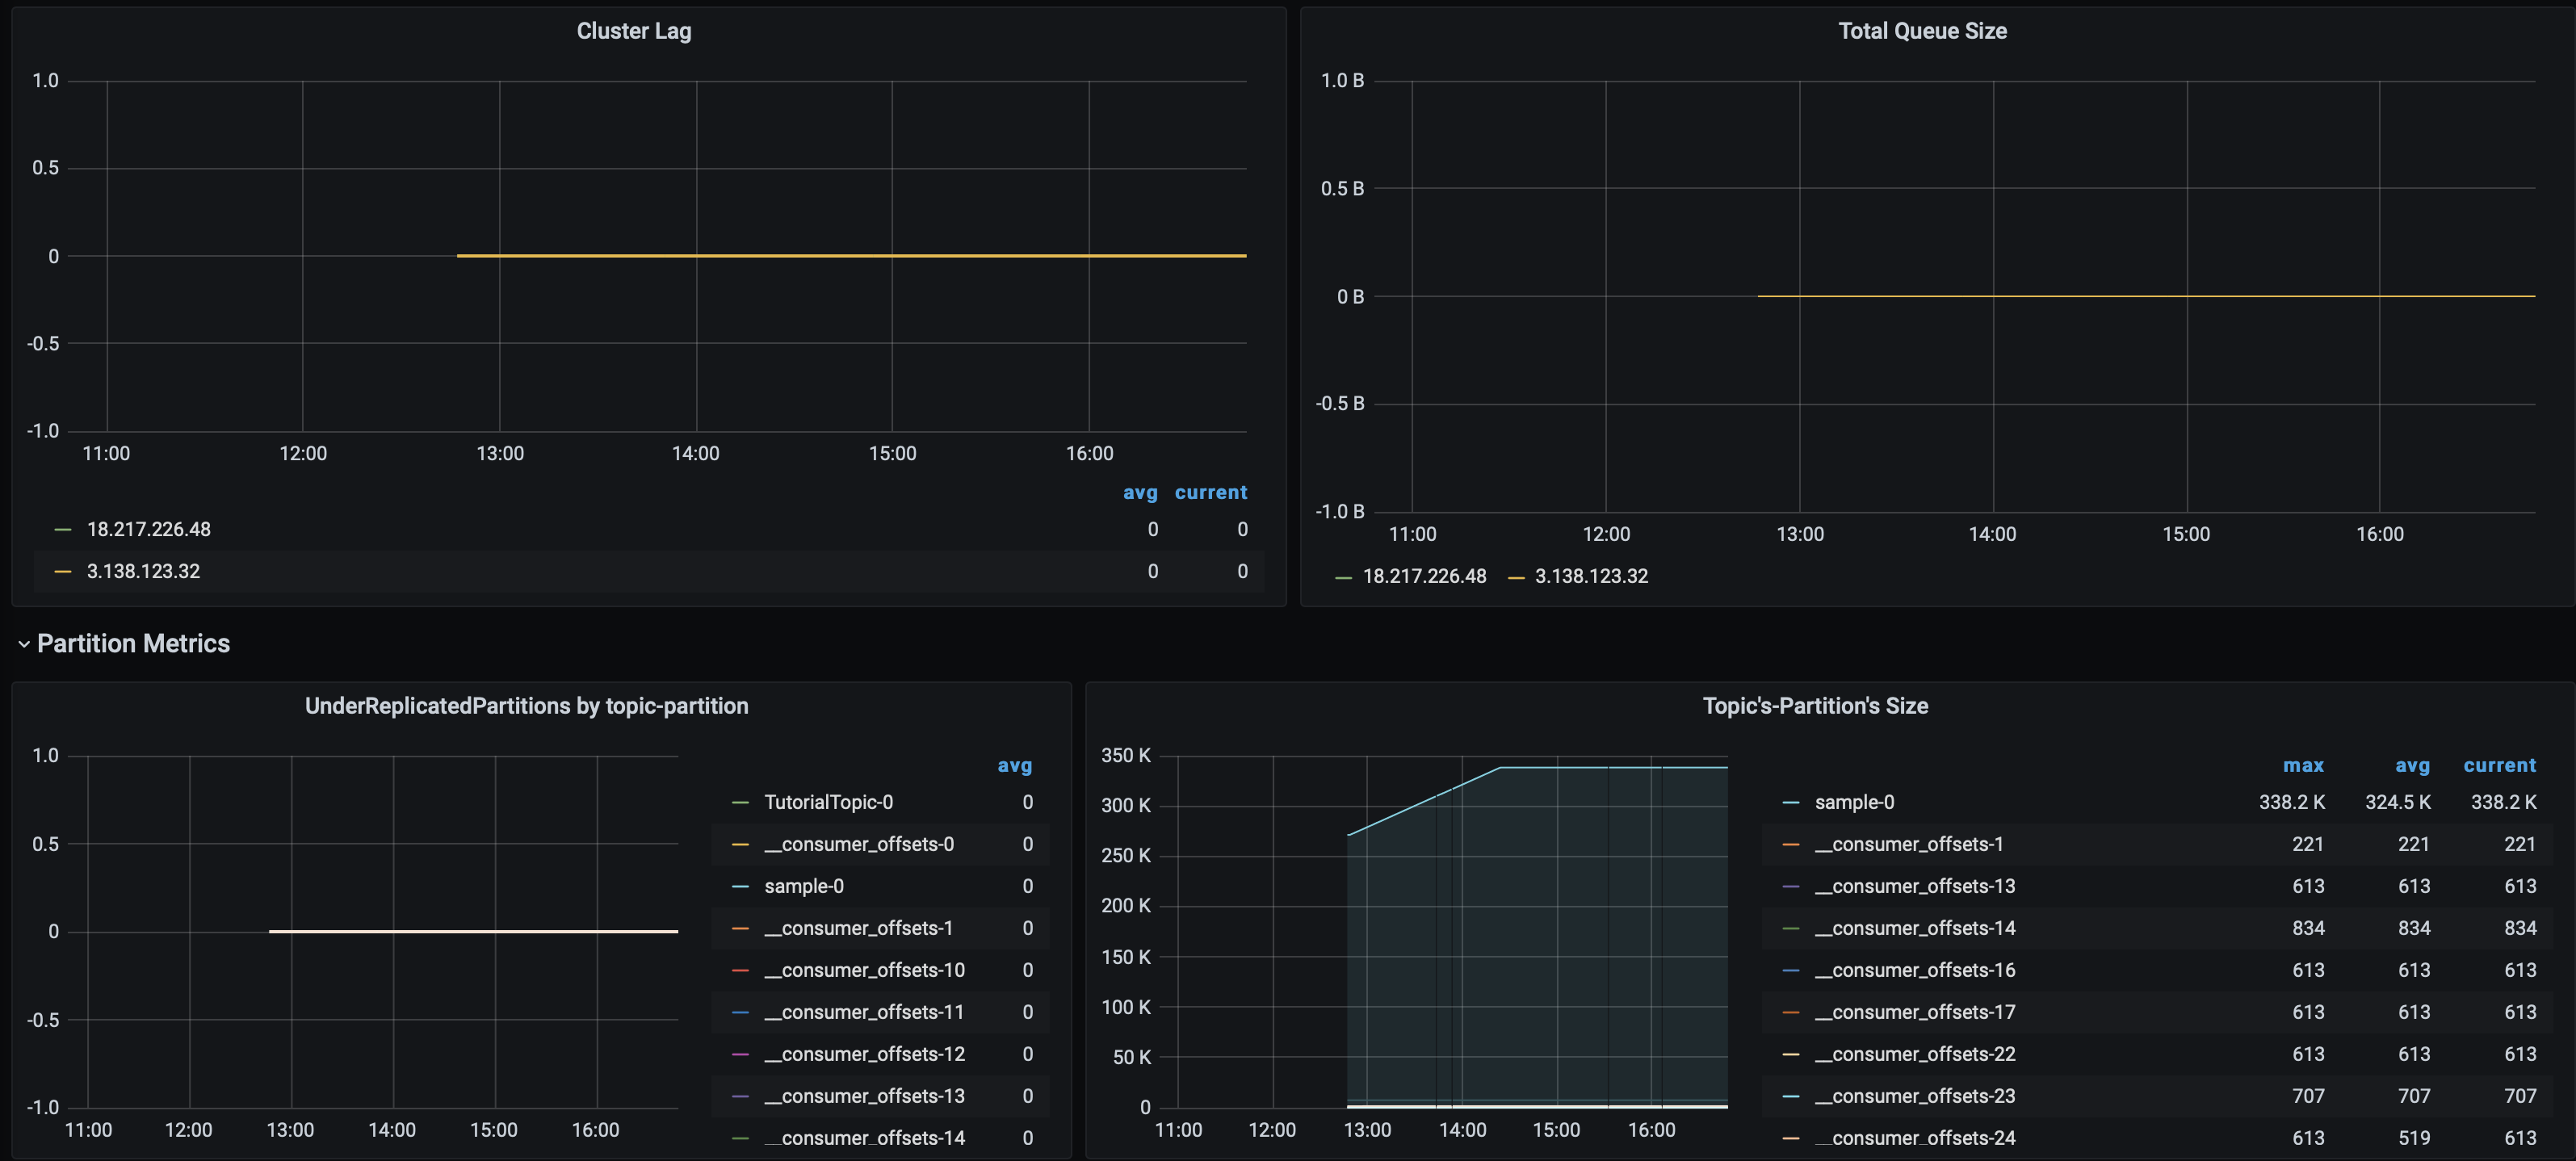 Cluster Lag
1.0
0.5
0
-0.5
-1.0
11:00 12:00 13:00 14:00 15:00 16:00
avg current
18.217.226.48 0 0
3.138.123.32 0 0
Total Queue Size
1.0 B
0.5 B
0 B
-0.5 B
-1.0 B
11:00 12:00 13:00 14:00 15:00 16:00
18.217.226.48 3.138.123.32
Partition Metrics
UnderReplicatedPartitions by topic-partition
1.0
0.5
0
-0.5
-1.0
11:00 12:00 13:00 14:00 15:00 16:00
avg
TutorialTopic-0 0
__consumer_offsets-0 0
sample-0 0
__consumer_offsets-1 0
__consumer_offsets-10 0
__consumer_offsets-11 0
__consumer_offsets-12 0
__consumer_offsets-13 0
__consumer_offsets-14 0
Topic's-Partition's Size
350 K
300 K
250 K
200 K
150 K
100 K
50 K
0
11:00 12:00 13:00 14:00 15:00 16:00
max avg current
sample-0 338.2 K 324.5 K 338.2 K
__consumer_offsets-1 221 221 221
__consumer_offsets-13 613 613 613
__consumer_offsets-14 834 834 834
__consumer_offsets-16 613 613 613
__consumer_offsets-17 613 613 613
__consumer_offsets-22 613 613 613
__consumer_offsets-23 707 707 707
__consumer_offsets-24 613 519 613